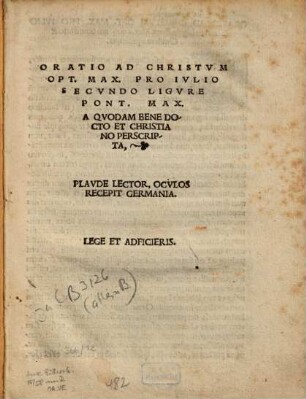 ORATIO AD CHRISTVM
OPT. MAX. PRO IVLIO
SECVNDO LIGVRE
PONT. MAX.
A QVODAM BENE DO-
CTO ET CHRISTIA
NO PERSCRIP-
TA,
PLAVDE LECTOR, OCVLOS
RECEPIT GERMANIA.
LEGE ET ADFICIERIS.
482